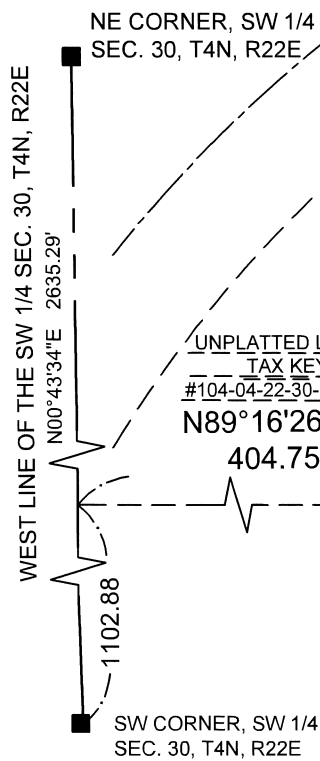 NE CORNER, SW 1/4
SEC. 30, T4N, R22E
WEST LINE OF THE SW 1/4 SEC. 30, T4N, R22E
N00°43'34"E 2635.29'
UNPLATTED L
TAX KEY
#104-04-22-30-
N89°16'26
404.75
1102.88
SW CORNER, SW 1/4
SEC. 30, T4N, R22E